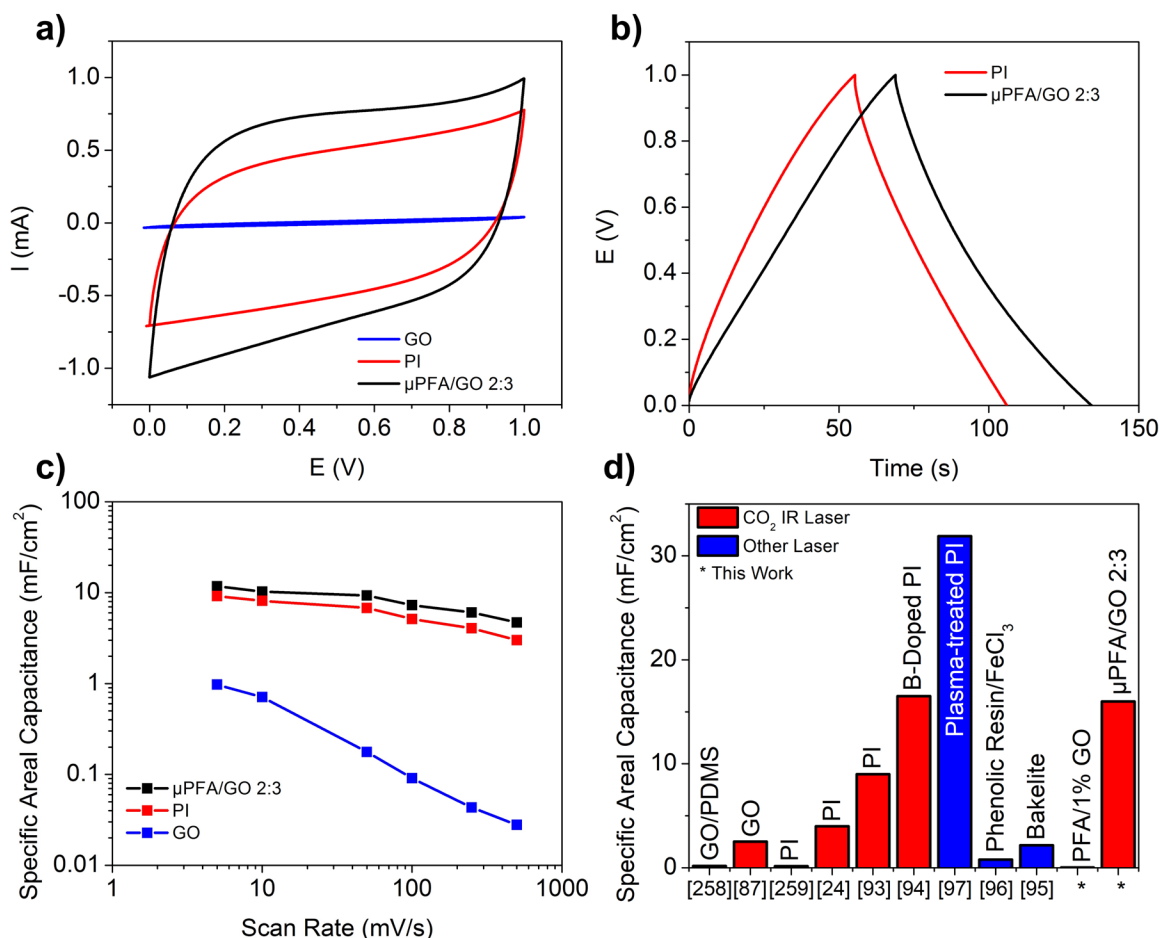 a)
1.0
0.5
0.0
-0.5
-1.0
I (mA)
GO
PI
µPFA/GO 2:3
0.0 0.2 0.4 0.6 0.8 1.0
E (V)
b)
1.0
0.8
0.6
0.4
0.2
0.0
E (V)
PI
µPFA/GO 2:3
0 50 100 150
Time (s)
c)
100
10
1
0.1
0.01
Specific Areal Capacitance (mF/cm²)
µPFA/GO 2:3
PI
GO
1 10 100 1000
Scan Rate (mV/s)
d)
30
20
10
0
Specific Areal Capacitance (mF/cm²)
CO₂ IR Laser
Other Laser
* This Work
GO/PDMS
GO
PI
PI
PI
B-Doped PI
Plasma-treated PI
Phenolic Resin/FeCl₃
Bakelite
PFA/1% GO
µPFA/GO 2:3
[258] [87] [259] [24] [93] [94] [97] [96] [95] * *